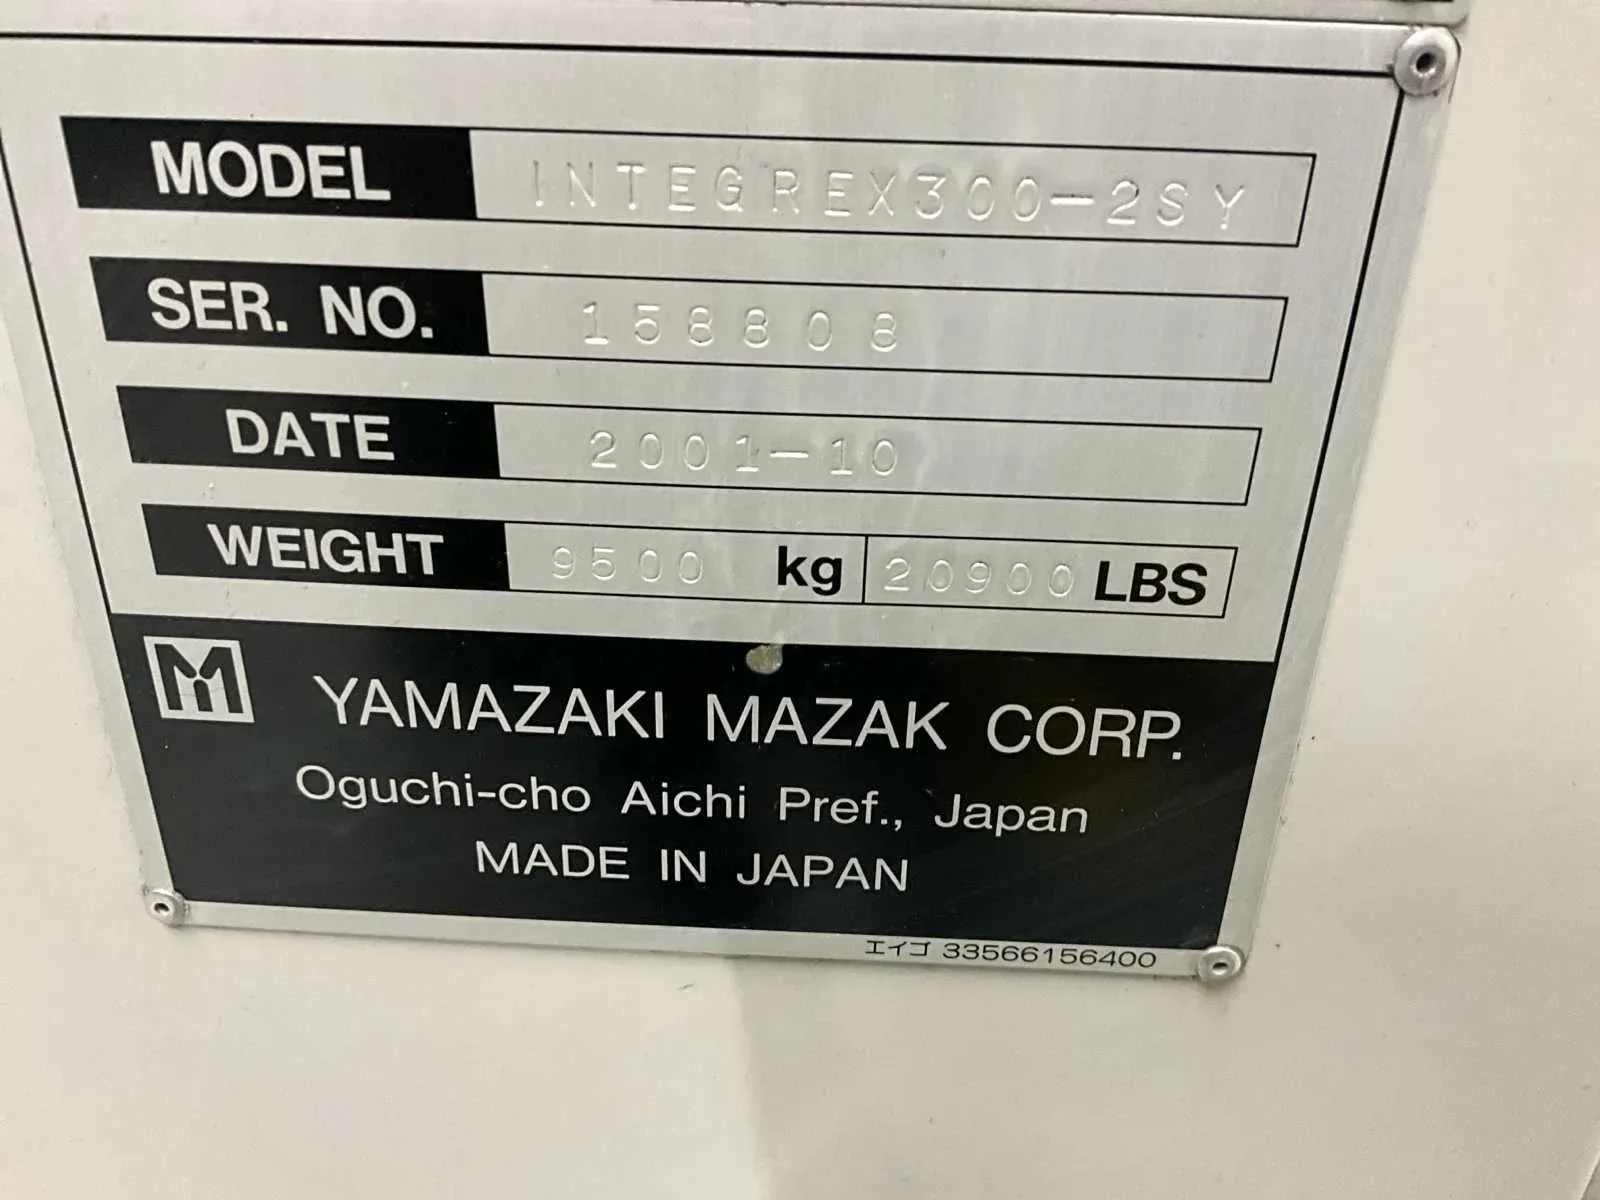 MODEL INTEGREX300-2SY
SER. NO. 158808
DATE 2001-10
WEIGHT 9500 kg 20900 LBS
YAMAZAKI MAZAK CORP.
Oguchi-cho Aichi Pref., Japan
MADE IN JAPAN
エイゴ 33566156400